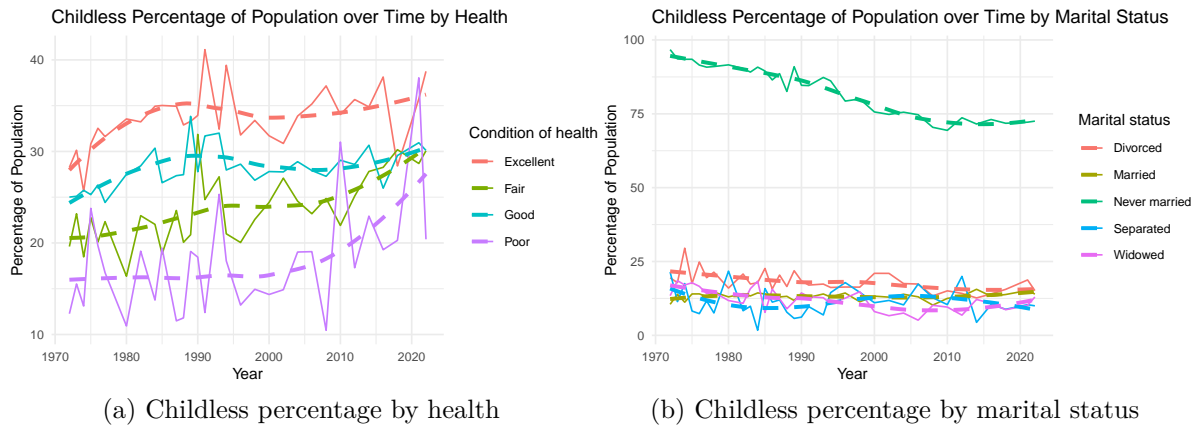 Childless Percentage of Population over Time by Health
Percentage of Population
40
30
20
10
1970 1980 1990 2000 2010 2020
Year
Condition of health
Excellent
Fair
Good
Poor
(a) Childless percentage by health
Childless Percentage of Population over Time by Marital Status
Percentage of Population
100
75
50
25
0
1970 1980 1990 2000 2010 2020
Year
Marital status
Divorced
Married
Never married
Separated
Widowed
(b) Childless percentage by marital status